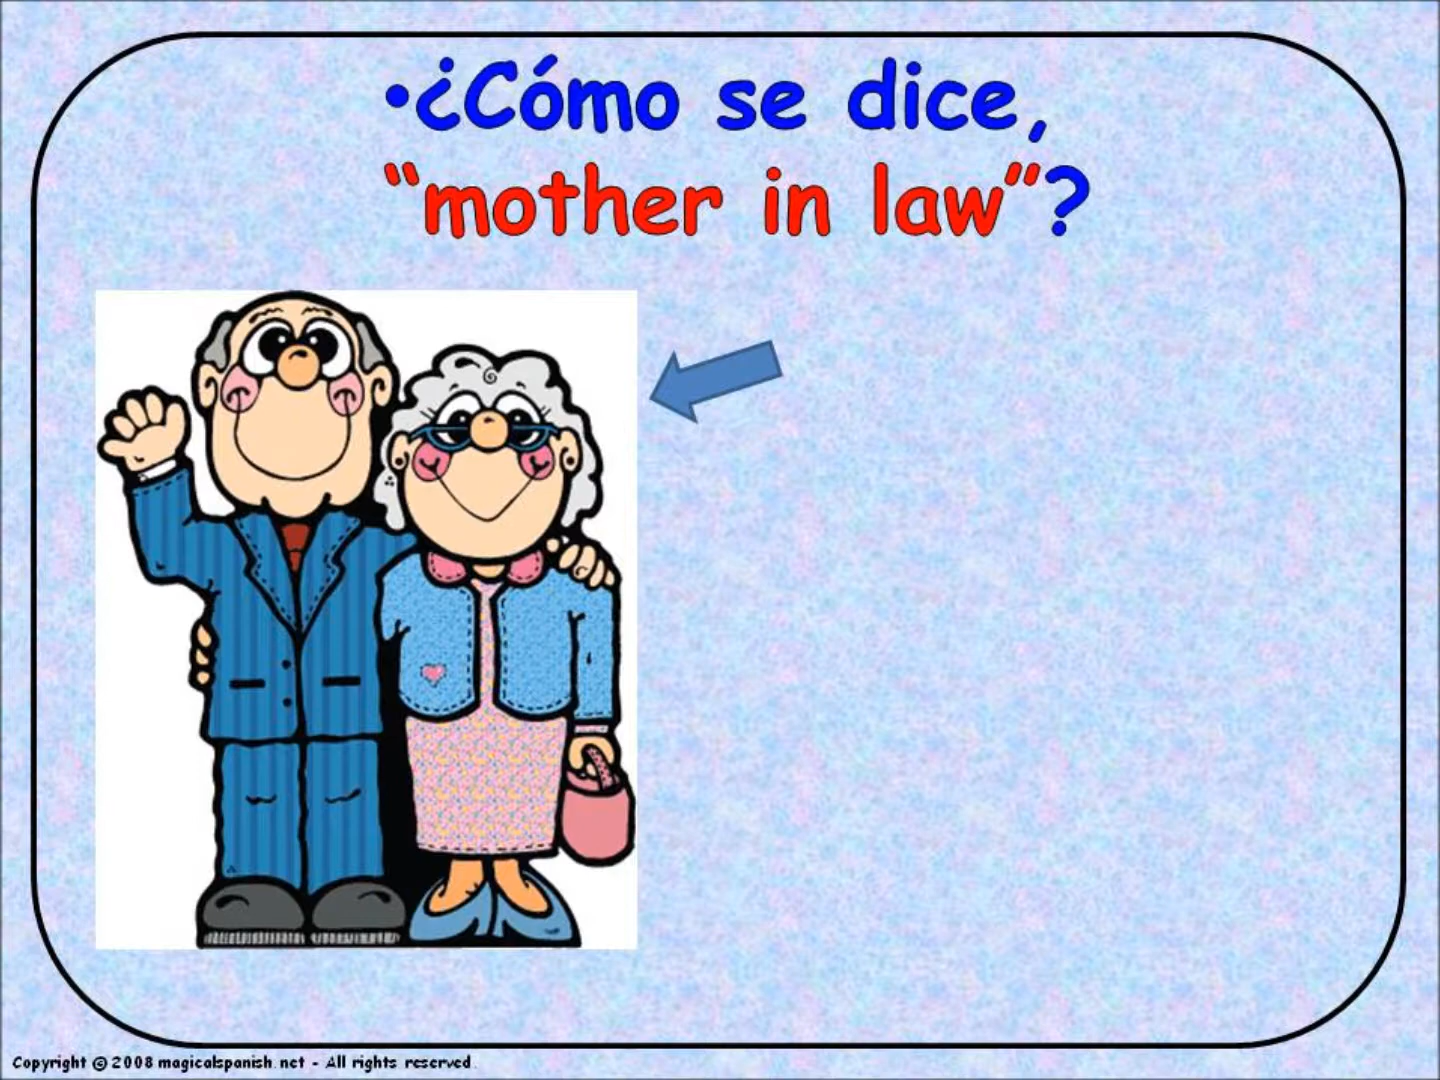 •¿Cómo se dice,
“mother in law”?
Copyright © 2008 magicalspanish.net - All rights reserved.